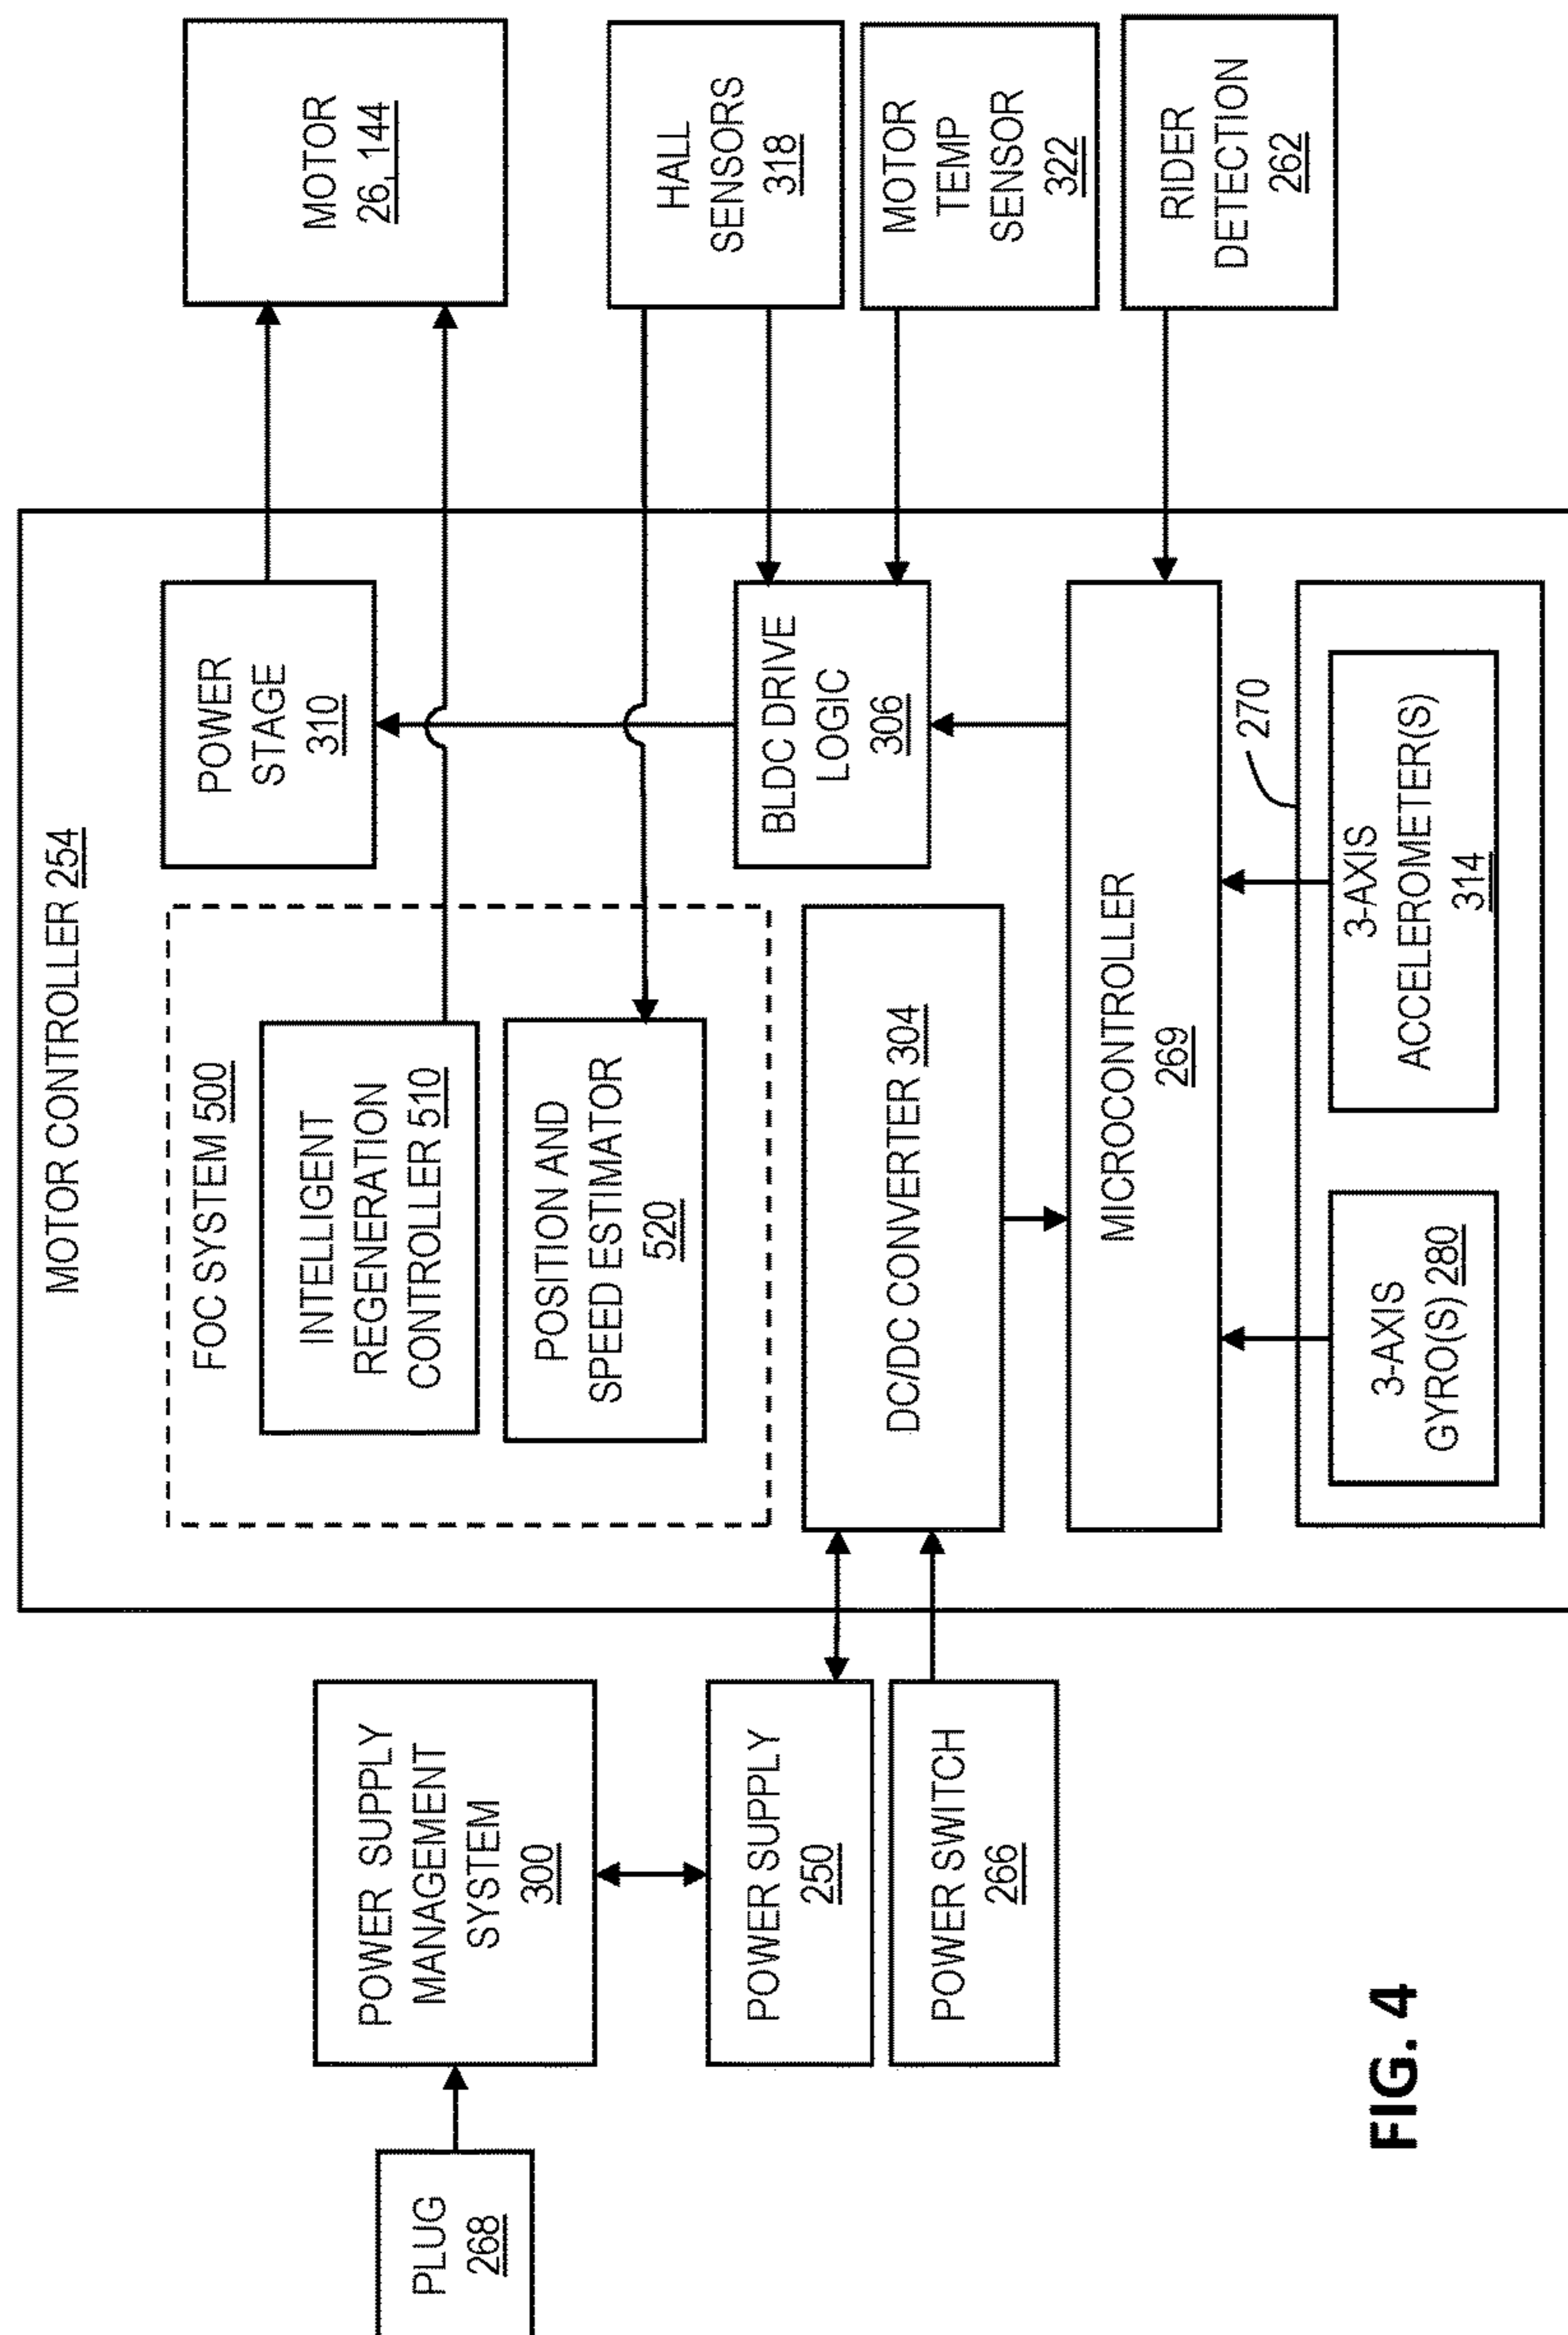 MOTOR CONTROLLER 254
PLUG
268
POWER SUPPLY
MANAGEMENT
SYSTEM
300
POWER SUPPLY
250
POWER SWITCH
266
FOC SYSTEM 500
INTELLIGENT
REGENERATION
CONTROLLER 510
POSITION AND
SPEED ESTIMATOR
520
POWER
STAGE
310
BLDC DRIVE
LOGIC
306
DC/DC CONVERTER 304
MICROCONTROLLER
269
270
3-AXIS
GYRO(S) 280
3-AXIS
ACCELEROMETER(S)
314
MOTOR
26, 144
HALL
SENSORS
318
MOTOR
TEMP
SENSOR
322
RIDER
DETECTION
262
FIG. 4